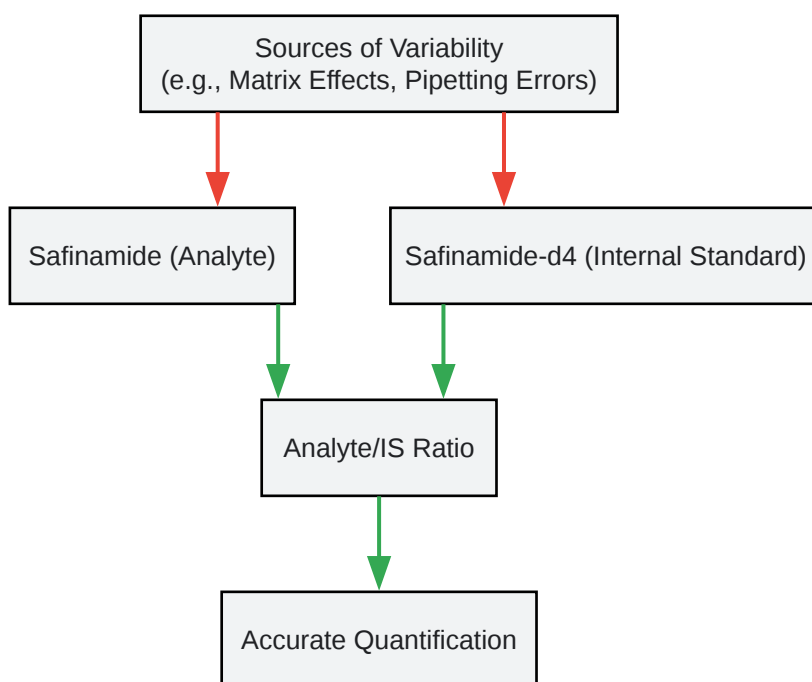 Sources of Variability
(e.g., Matrix Effects, Pipetting Errors)
Safinamide (Analyte)
Safinamide-d4 (Internal Standard)
Analyte/IS Ratio
Accurate Quantification